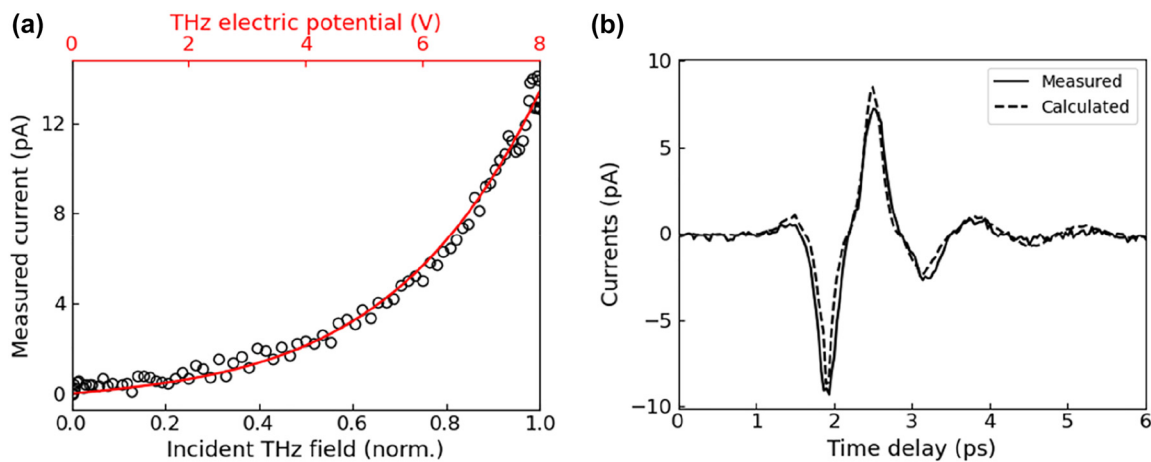 (a)
THz electric potential (V)
0 2 4 6 8
Measured current (pA)
12
8
4
0
0.0 0.2 0.4 0.6 0.8 1.0
Incident THz field (norm.)
(b)
Currents (pA)
10
5
0
−5
−10
Measured
Calculated
0 1 2 3 4 5 6
Time delay (ps)